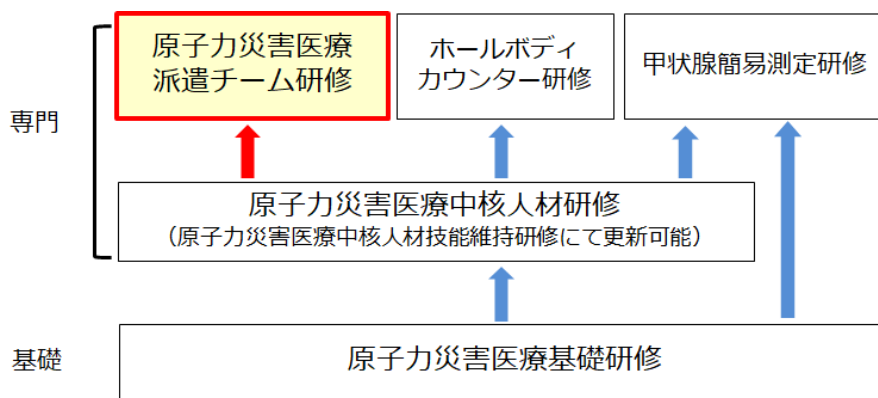 原子力災害医療
派遣チーム研修
ホールボディ
カウンター研修
甲状腺簡易測定研修
専門
原子力災害医療中核人材研修
（原子力災害医療中核人材技能維持研修にて更新可能）
基礎
原子力災害医療基礎研修